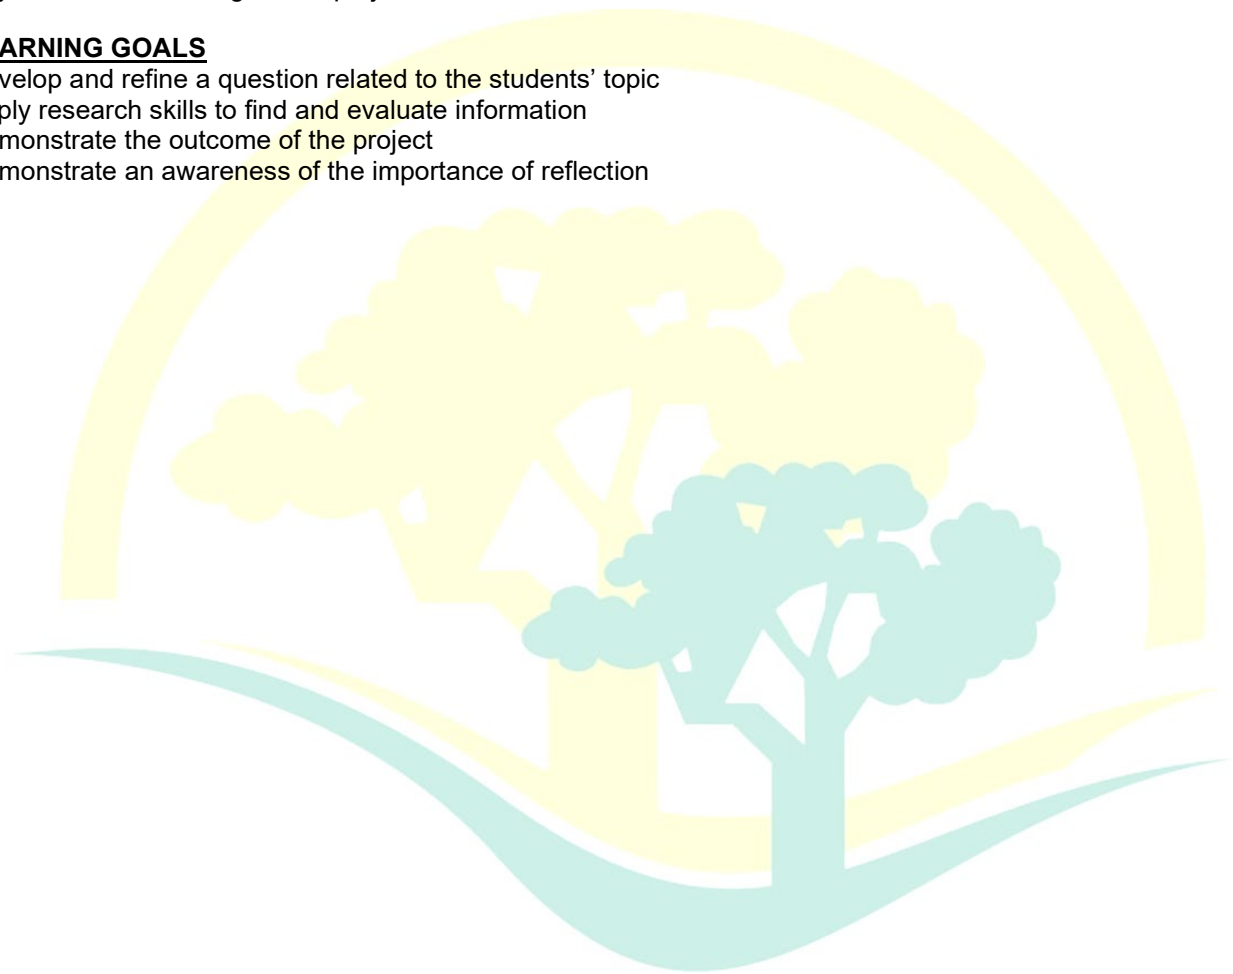 ARNING GOALS
velop and refine a question related to the students’ topic
ply research skills to find and evaluate information
monstrate the outcome of the project
monstrate an awareness of the importance of reflection